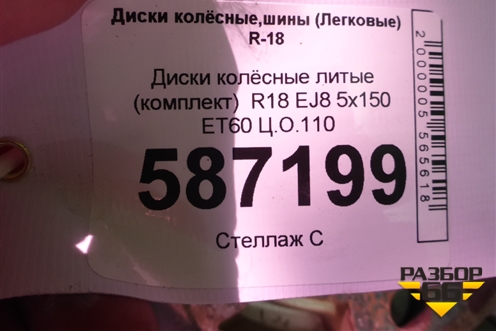 Диски колёсные,шины (Легковые)
R-18
Диски колёсные литые
(комплект) R18 EJ8 5x150
ET60 Ц.О.110
587199
Стеллаж С
2000005565618
РАЗБОР
66